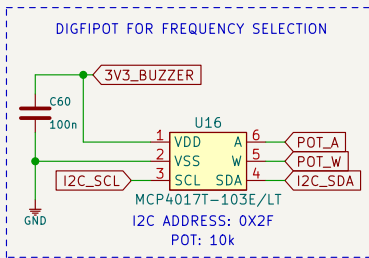 DIGFIPOT FOR FREQUENCY SELECTION
3V3_BUZZER
C60
100n
U16
1 VDD A 6 POT_A
2 VSS W 5 POT_W
I2C_SCL 3 SCL SDA 4 I2C_SDA
MCP4017T-103E/LT
GND
I2C ADDRESS: 0X2F
POT: 10k